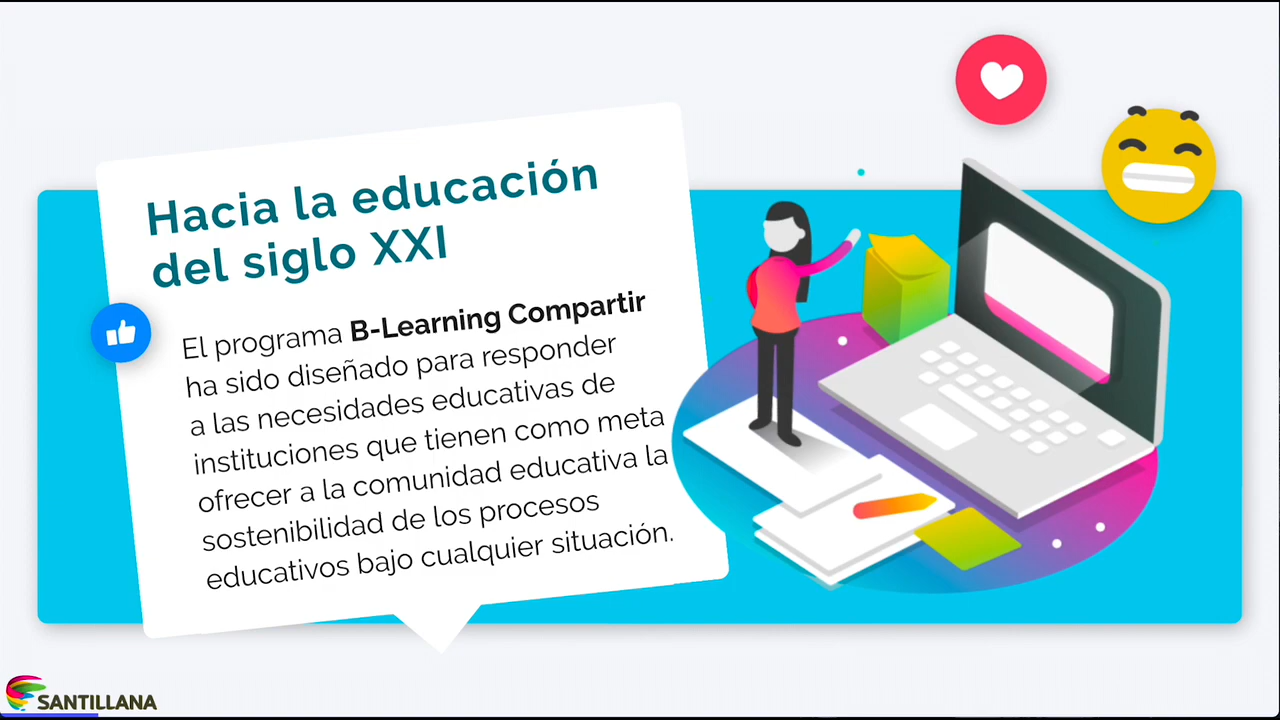 Hacia la educación
del siglo XXI
El programa B-Learning Compartir
ha sido diseñado para responder
a las necesidades educativas de
instituciones que tienen como meta
ofrecer a la comunidad educativa la
sostenibilidad de los procesos
educativos bajo cualquier situación.
SANTILLANA